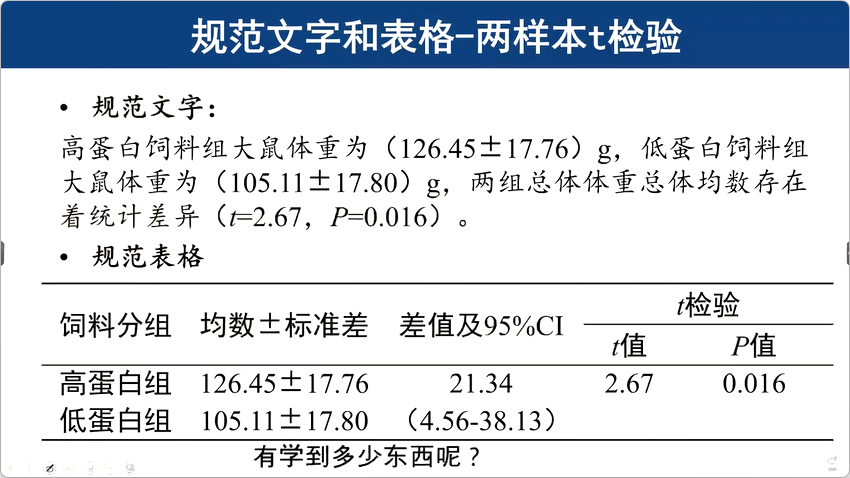 规范文字和表格-两样本t检验
• 规范文字：
高蛋白饲料组大鼠体重为（126.45±17.76）g，低蛋白饲料组
大鼠体重为（105.11±17.80）g，两组总体体重总体均数存在
着统计差异（t=2.67，P=0.016）。
• 规范表格
饲料分组 均数±标准差 差值及95%CI t检验
t值 P值
高蛋白组 126.45±17.76 21.34 2.67 0.016
低蛋白组 105.11±17.80 （4.56-38.13）
有学到多少东西呢？